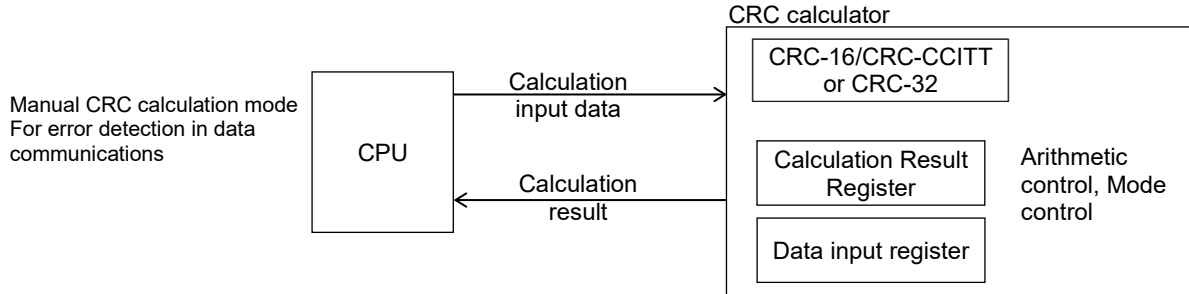 CRC calculator
CRC-16/CRC-CCITT
or CRC-32
Calculation
input data
Manual CRC calculation mode
For error detection in data
communications
CPU
Calculation
result
Calculation Result
Register
Arithmetic
control, Mode
control
Data input register